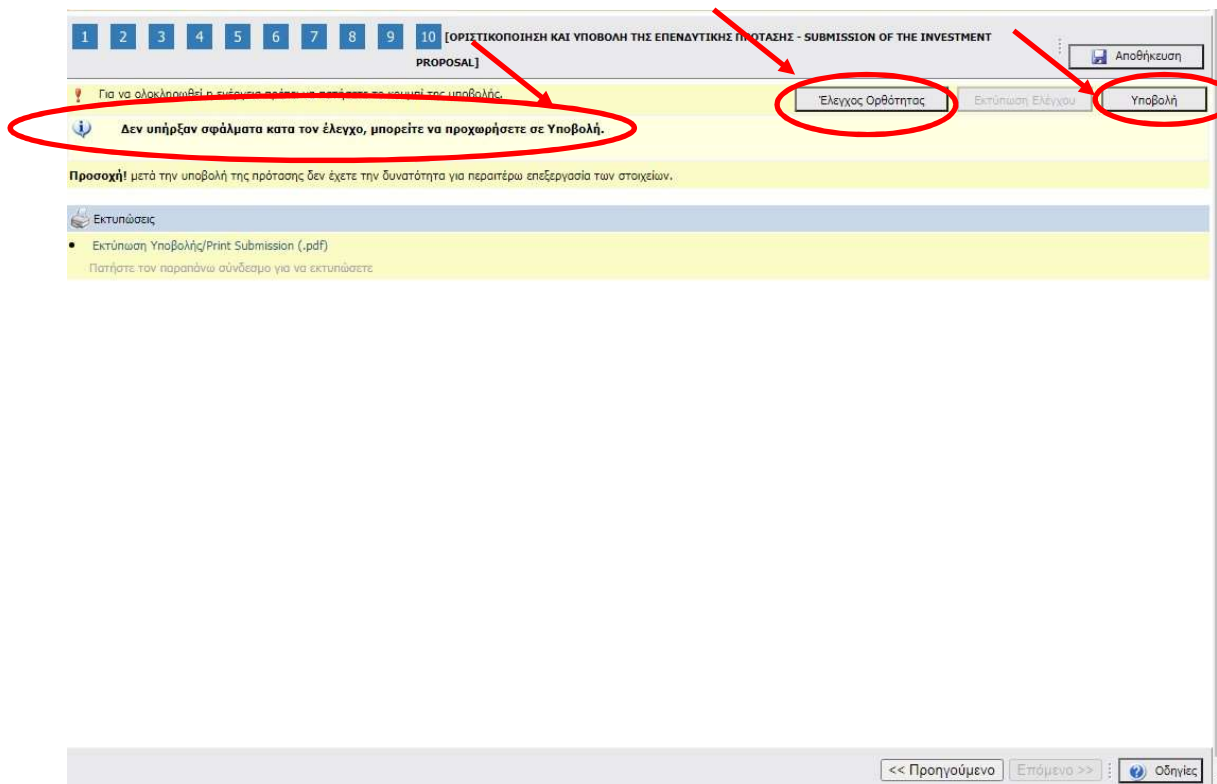 1 2 3 4 5 6 7 8 9 10 [ΟΡΙΣΤΙΚΟΠΟΙΗΣΗ ΚΑΙ ΥΠΟΒΟΛΗ ΤΗΣ ΕΠΕΝΔΥΤΙΚΗΣ ΠΡΟΤΑΣΗΣ - SUBMISSION OF THE INVESTMENT
PROPOSAL]
Αποθήκευση
Για να ολοκληρωθεί η ενέργεια πρέπει να πατήσετε το κουμπί της υποβολής.
Έλεγχος Ορθότητας Εκτύπωση Ελέγχου Υποβολή
Δεν υπήρξαν σφάλματα κατα τον έλεγχο, μπορείτε να προχωρήσετε σε Υποβολή.
Προσοχή! μετά την υποβολή της πρότασης δεν έχετε την δυνατότητα για περαιτέρω επεξεργασία των στοιχείων.
Εκτυπώσεις
• Εκτύπωση Υποβολής/Print Submission (.pdf)
Πατήστε τον παραπάνω σύνδεσμο για να εκτυπώσετε
<< Προηγούμενο Επόμενο >> Οδηγίες